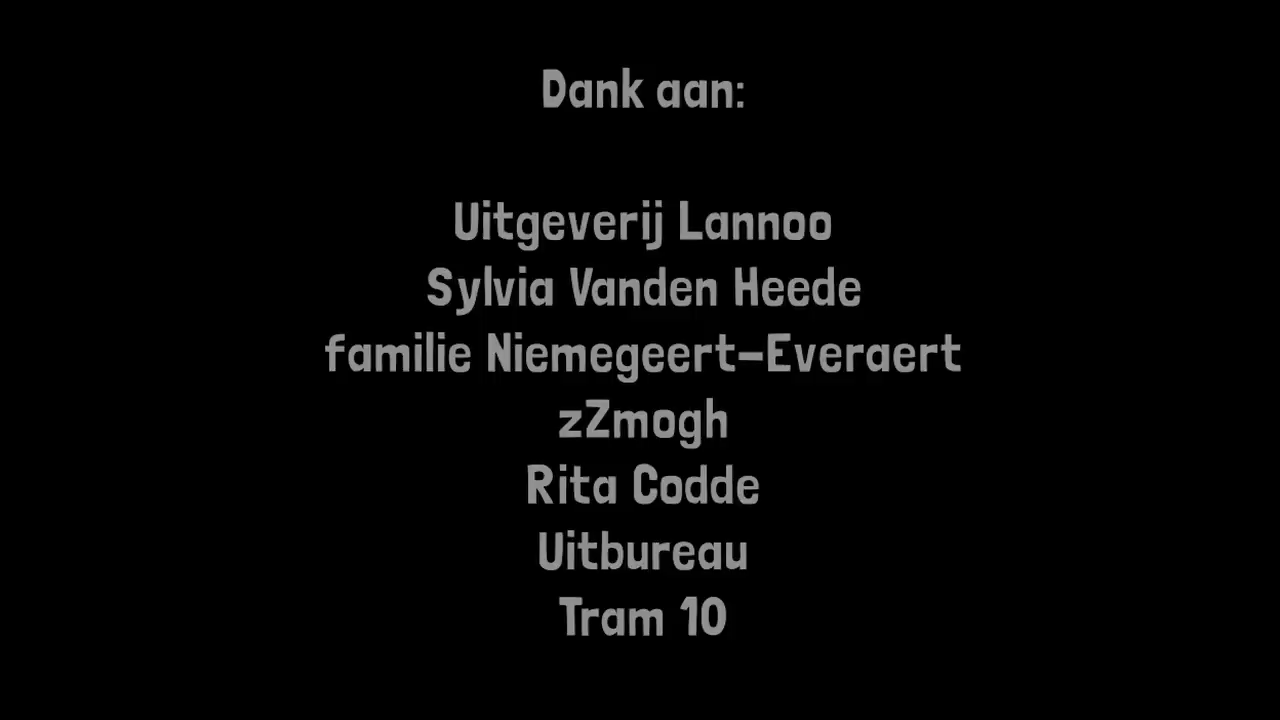 Dank aan:
Uitgeverij Lannoo
Sylvia Vanden Heede
familie Niemegeert-Everaert
zZmogh
Rita Codde
Uitbureau
Tram 10